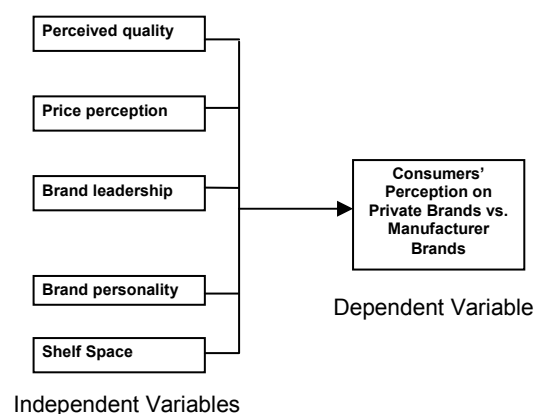 Perceived quality
Price perception
Brand leadership
Brand personality
Shelf Space
Independent Variables
Consumers’
Perception on
Private Brands vs.
Manufacturer
Brands
Dependent Variable